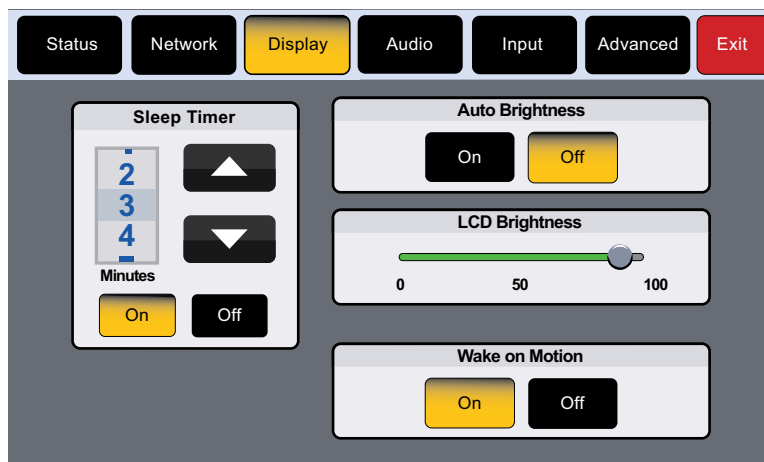 Status Network Display Audio Input Advanced Exit
Sleep Timer
2
3
4
Minutes
On Off
Auto Brightness
On Off
LCD Brightness
0 50 100
Wake on Motion
On Off